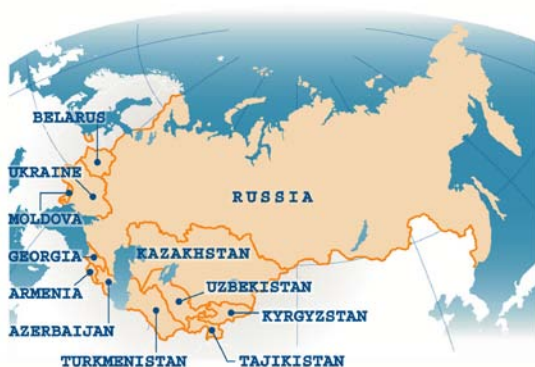 BELARUS
UKRAINE
RUSSIA
MOLDOVA
GEORGIA
KAZAKHSTAN
ARMENIA
UZBEKISTAN
AZERBAIJAN
KYRGYZSTAN
TURKMENISTAN
TAJIKISTAN